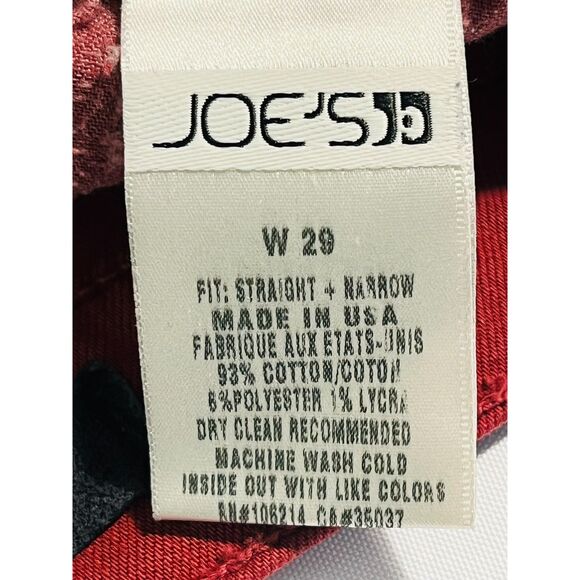 JOE'S
W 29
FIT: STRAIGHT + NARROW
MADE IN USA
FABRIQUE AUX ETATS-UNIS
93% COTTON/COTON
6%POLYESTER 1% LYCRA
DRY CLEAN RECOMMENDED
MACHINE WASH COLD
INSIDE OUT WITH LIKE COLORS
RN#106214 CA#35037